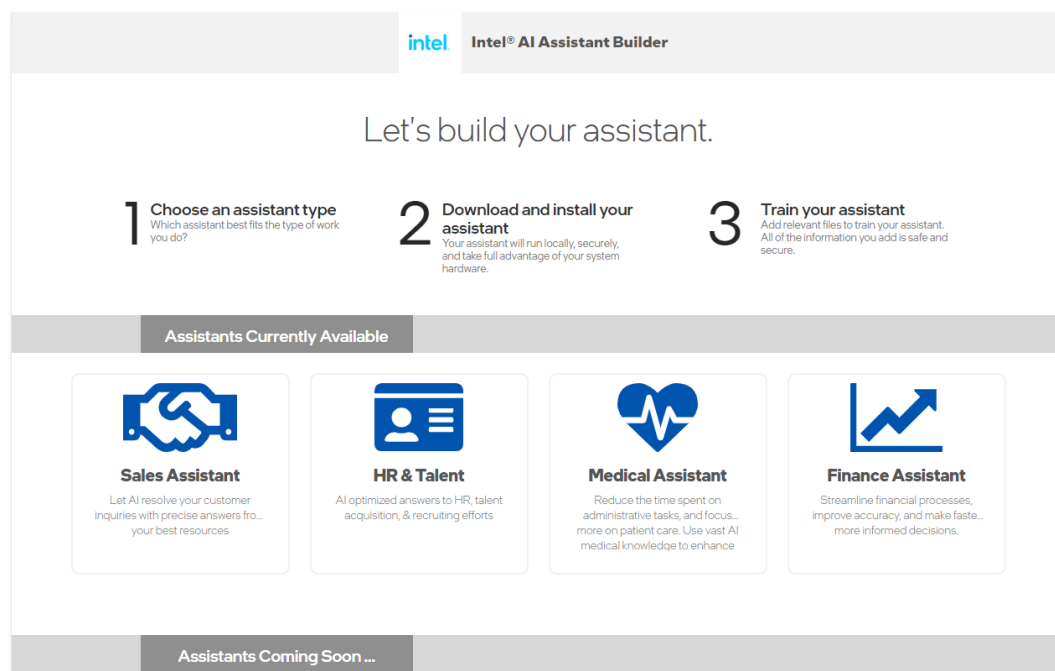 intel.
Intel® AI Assistant Builder
Let's build your assistant.
1
Choose an assistant type
Which assistant best fits the type of work
you do?
2
Download and install your
assistant
Your assistant will run locally, securely,
and take full advantage of your system
hardware.
3
Train your assistant
Add relevant files to train your assistant.
All of the information you add is safe and
secure.
Assistants Currently Available
Sales Assistant
Let AI resolve your customer
inquiries with precise answers fro...
your best resources
HR & Talent
AI optimized answers to HR, talent
acquisition, & recruiting efforts
Medical Assistant
Reduce the time spent on
administrative tasks, and focus...
more on patient care. Use vast AI
medical knowledge to enhance
Finance Assistant
Streamline financial processes,
improve accuracy, and make faste...
more informed decisions.
Assistants Coming Soon ...